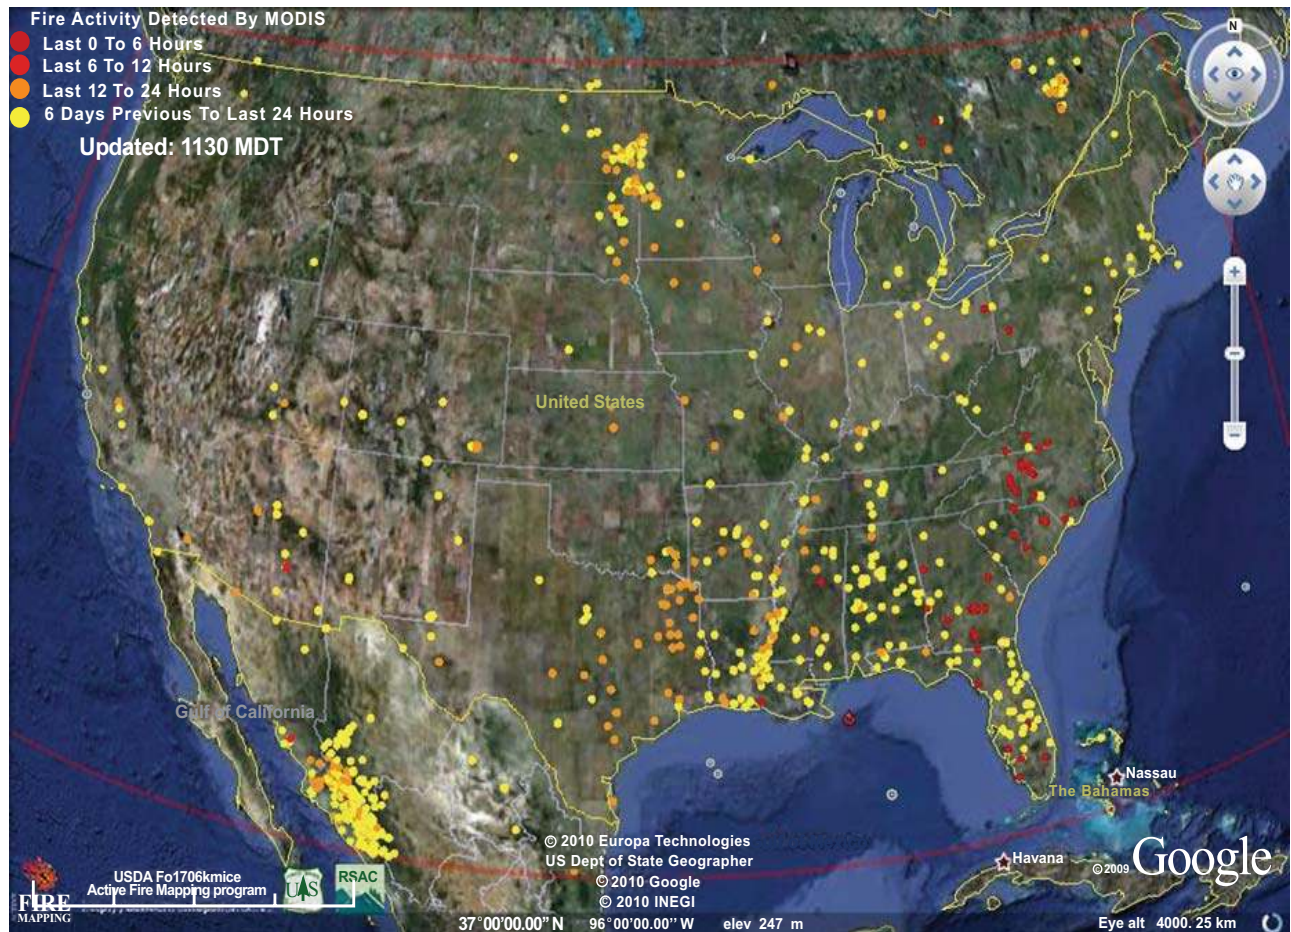 Fire Activity Detected By MODIS
Last 0 To 6 Hours
Last 6 To 12 Hours
Last 12 To 24 Hours
6 Days Previous To Last 24 Hours
Updated: 1130 MDT
N
United States
Gulf of California
Nassau
The Bahamas
Havana
© 2010 Europa Technologies
US Dept of State Geographer
© 2010 Google
© 2010 INEGI
©2009 Google
USDA Fo1706kmice
Active Fire Mapping program
FIRE
MAPPING
U S
RSAC
37°00'00.00" N 96°00'00.00'' W elev 247 m
Eye alt 4000. 25 km